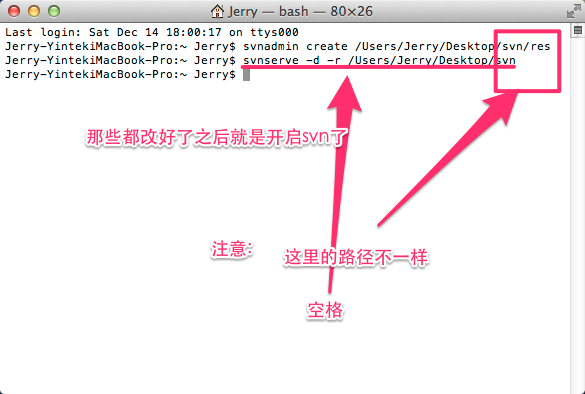 Jerry — bash — 80×26
Last login: Sat Dec 14 18:00:17 on ttys000
Jerry-YintekiMacBook-Pro:~ Jerry$ svnadmin create /Users/Jerry/Desktop/svn/res
Jerry-YintekiMacBook-Pro:~ Jerry$ svnserve -d -r /Users/Jerry/Desktop/svn
Jerry-YintekiMacBook-Pro:~ Jerry$
那些都改好了之后就是开启svn了
注意:
这里的路径不一样
空格